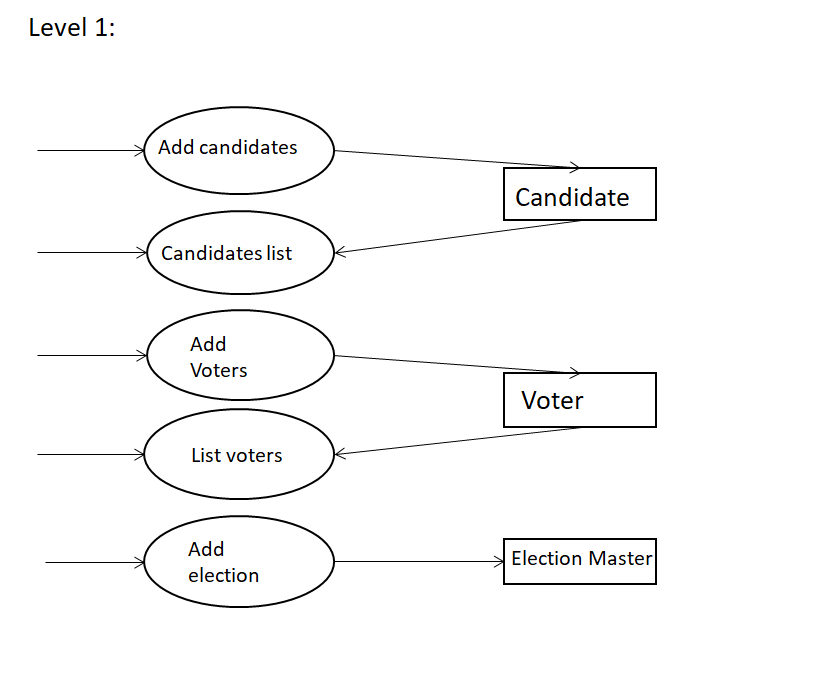 Level 1:
Add candidates
Candidate
Candidates list
Add
Voters
Voter
List voters
Add
election
Election Master